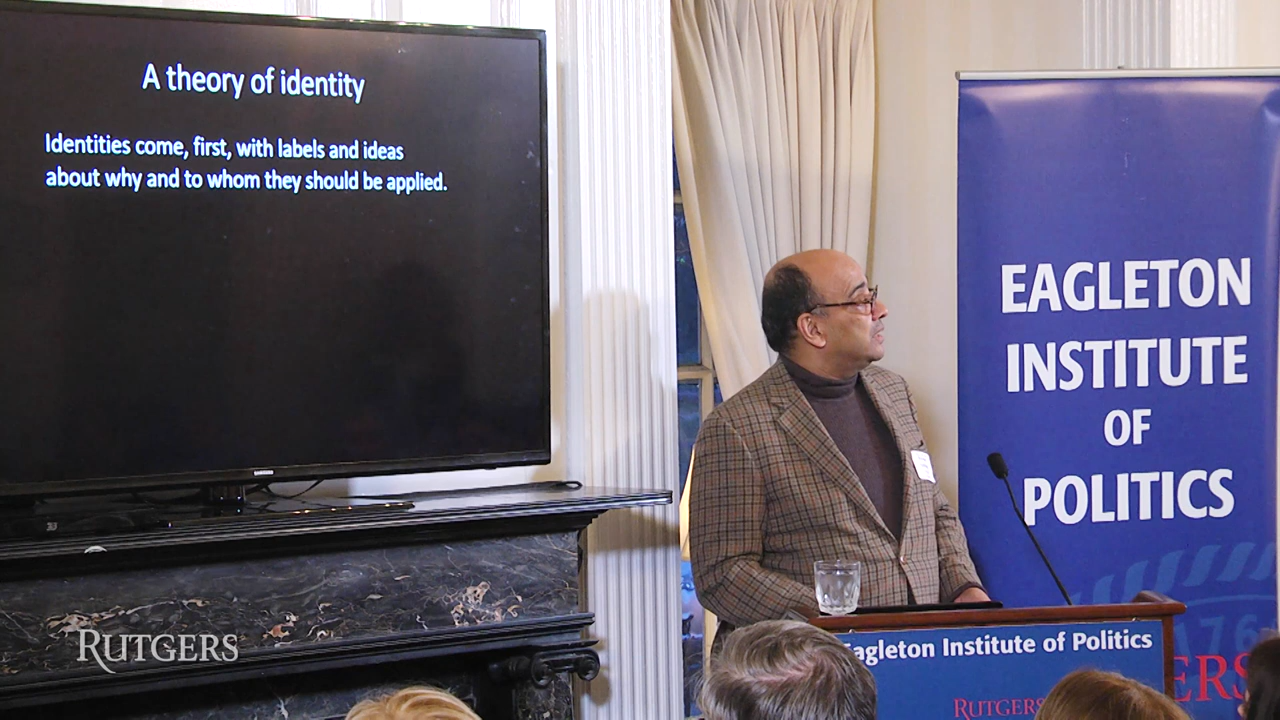 A theory of identity
Identities come, first, with labels and ideas
about why and to whom they should be applied.
SAMSUNG
EAGLETON
INSTITUTE
OF
POLITICS
Eagleton Institute of Politics
RUTGERS
RUTGERS